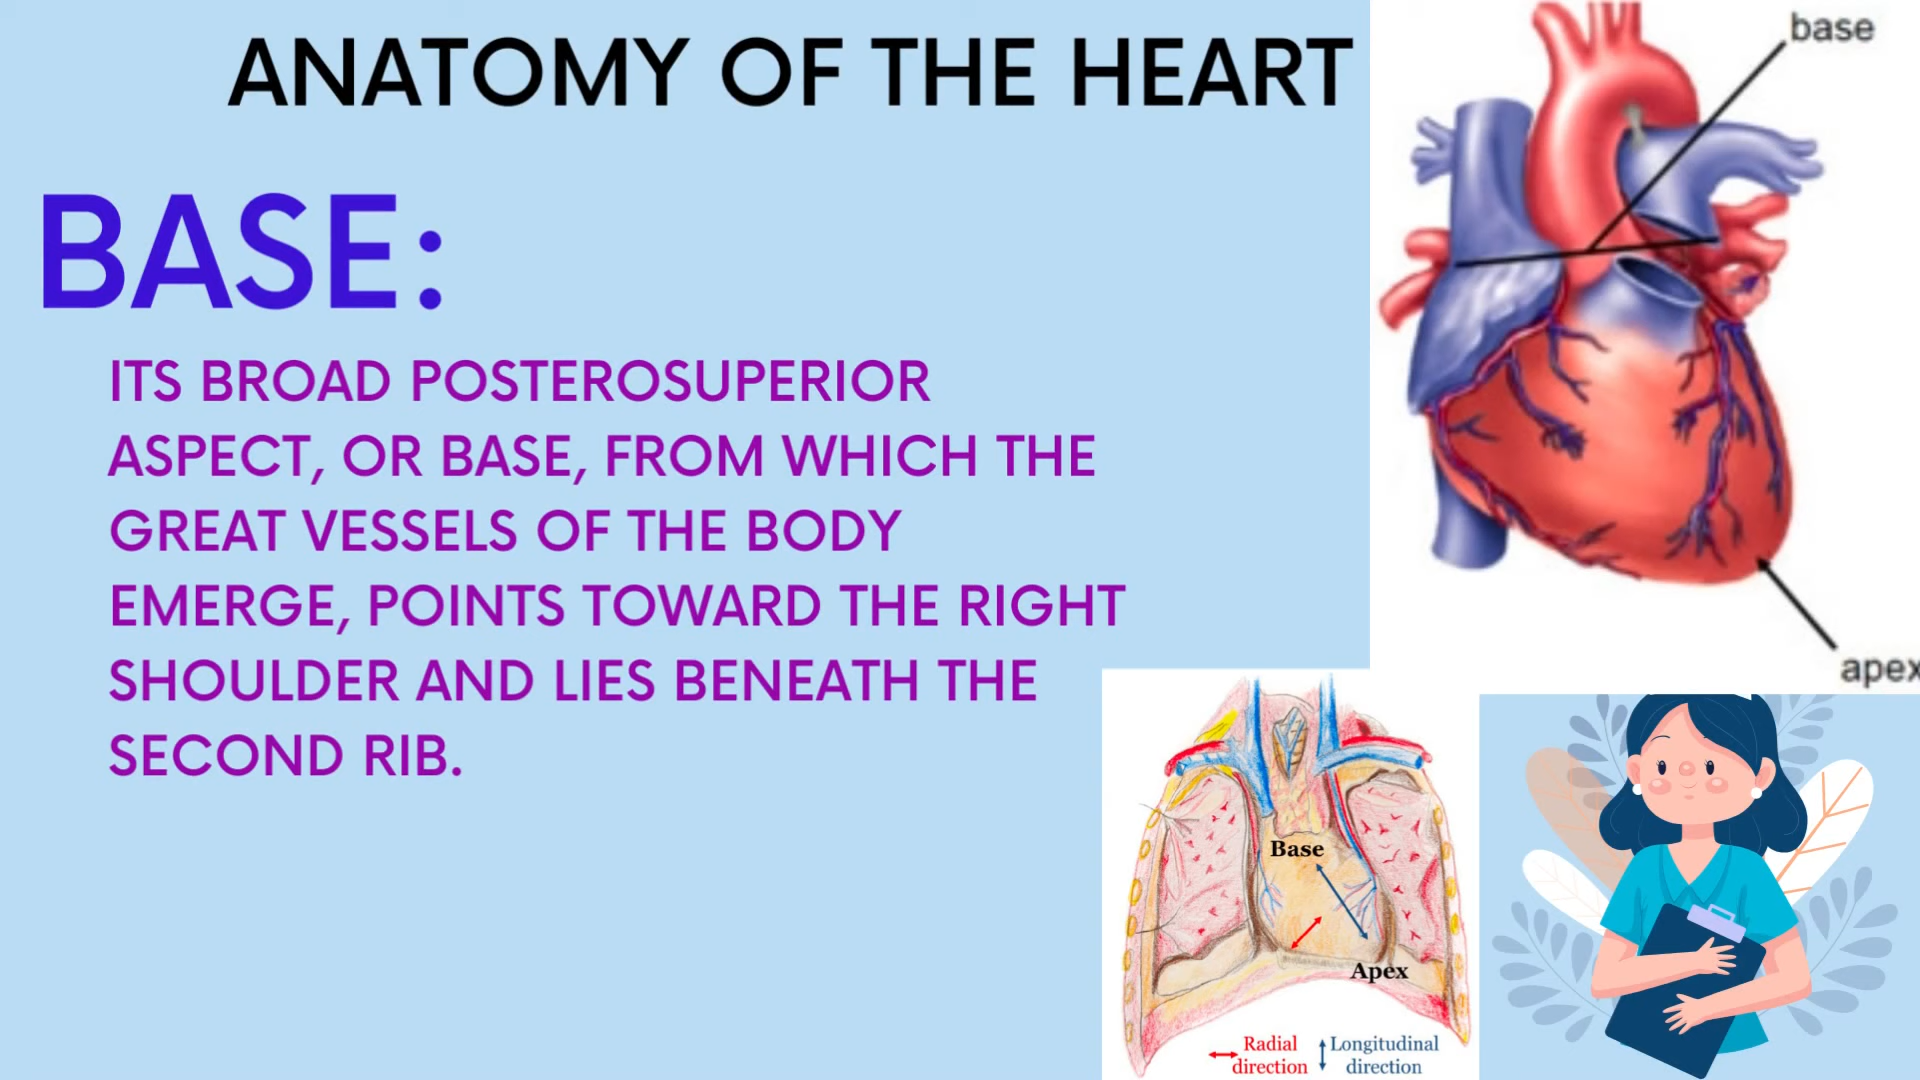 ANATOMY OF THE HEART
BASE:
ITS BROAD POSTEROSUPERIOR
ASPECT, OR BASE, FROM WHICH THE
GREAT VESSELS OF THE BODY
EMERGE, POINTS TOWARD THE RIGHT
SHOULDER AND LIES BENEATH THE
SECOND RIB.
base
apex
Base
Apex
Radial
direction
Longitudinal
direction